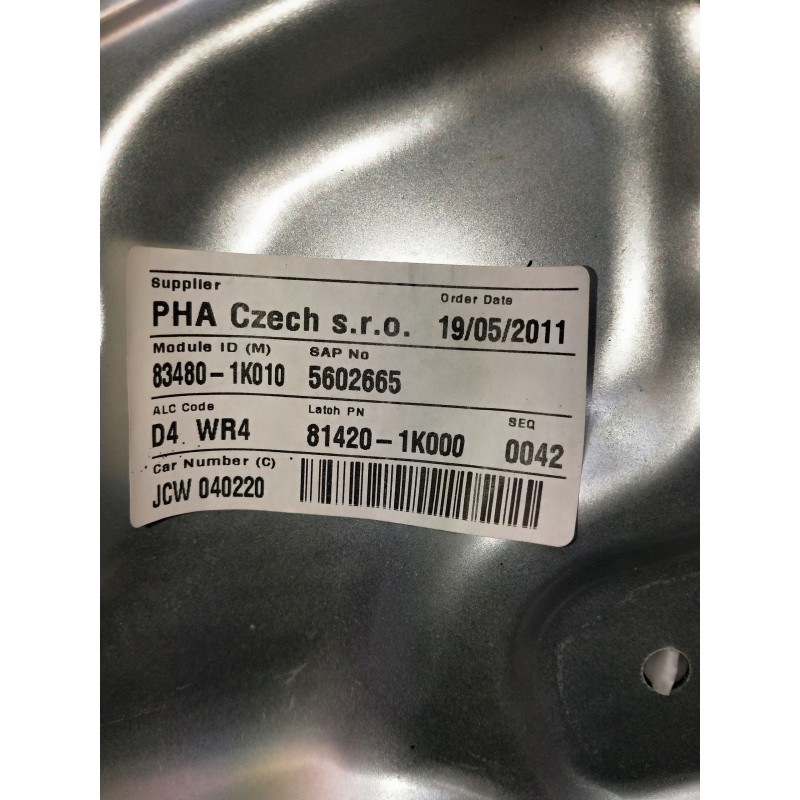 Supplier
Order Date
PHA Czech s.r.o. 19/05/2011
Module ID (M) SAP No
83480-1K010 5602665
ALC Code Latch PN SEQ
D4 WR4 81420-1K000 0042
Car Number (C)
JCW 040220